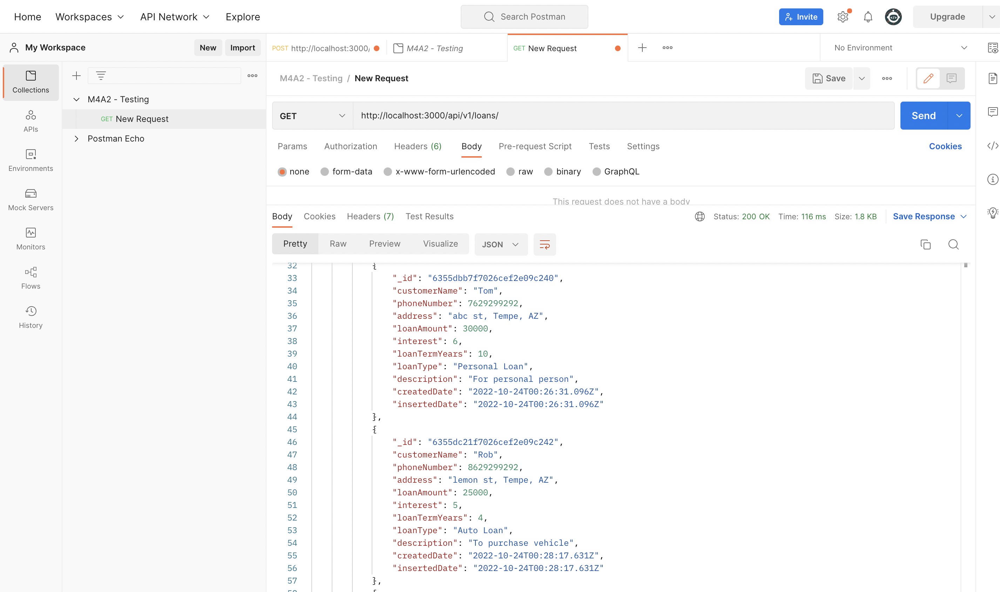 Home Workspaces API Network Explore Search Postman Invite Upgrade
My Workspace New Import POST http://localhost:3000/ M4A2 - Testing GET New Request No Environment
Collections
APIs
Environments
Mock Servers
Monitors
Flows
History
M4A2 - Testing
GET New Request
Postman Echo
M4A2 - Testing / New Request Save
GET http://localhost:3000/api/v1/loans/ Send
Params Authorization Headers (6) Body Pre-request Script Tests Settings Cookies
none form-data x-www-form-urlencoded raw binary GraphQL
This request does not have a body
Body Cookies Headers (7) Test Results Status: 200 OK Time: 116 ms Size: 1.8 KB Save Response
Pretty Raw Preview Visualize JSON
32 {
33 "_id": "6355dbb7f7026cef2e09c240",
34 "customerName": "Tom",
35 "phoneNumber": 7629299292,
36 "address": "abc st, Tempe, AZ",
37 "loanAmount": 30000,
38 "interest": 6,
39 "loanTermYears": 10,
40 "loanType": "Personal Loan",
41 "description": "For personal person",
42 "createdDate": "2022-10-24T00:26:31.096Z",
43 "insertedDate": "2022-10-24T00:26:31.096Z"
44 },
45 {
46 "_id": "6355dc21f7026cef2e09c242",
47 "customerName": "Rob",
48 "phoneNumber": 8629299292,
49 "address": "lemon st, Tempe, AZ",
50 "loanAmount": 25000,
51 "interest": 5,
52 "loanTermYears": 4,
53 "loanType": "Auto Loan",
54 "description": "To purchase vehicle",
55 "createdDate": "2022-10-24T00:28:17.631Z",
56 "insertedDate": "2022-10-24T00:28:17.631Z"
57 },